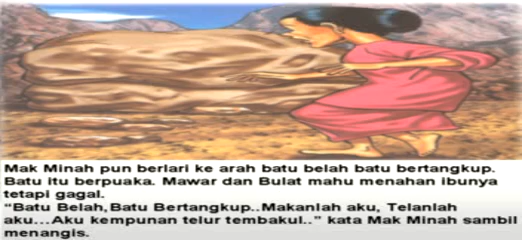 Mak Minah pun berlari ke arah batu belah batu bertangkup.
Batu itu berpuaka. Mawar dan Bulat mahu menahan ibunya
tetapi gagal.
“Batu Belah,Batu Bertangkup..Makanlah aku, Telanlah
aku...Aku kempunan telur tembakul..” kata Mak Minah sambil
menangis.